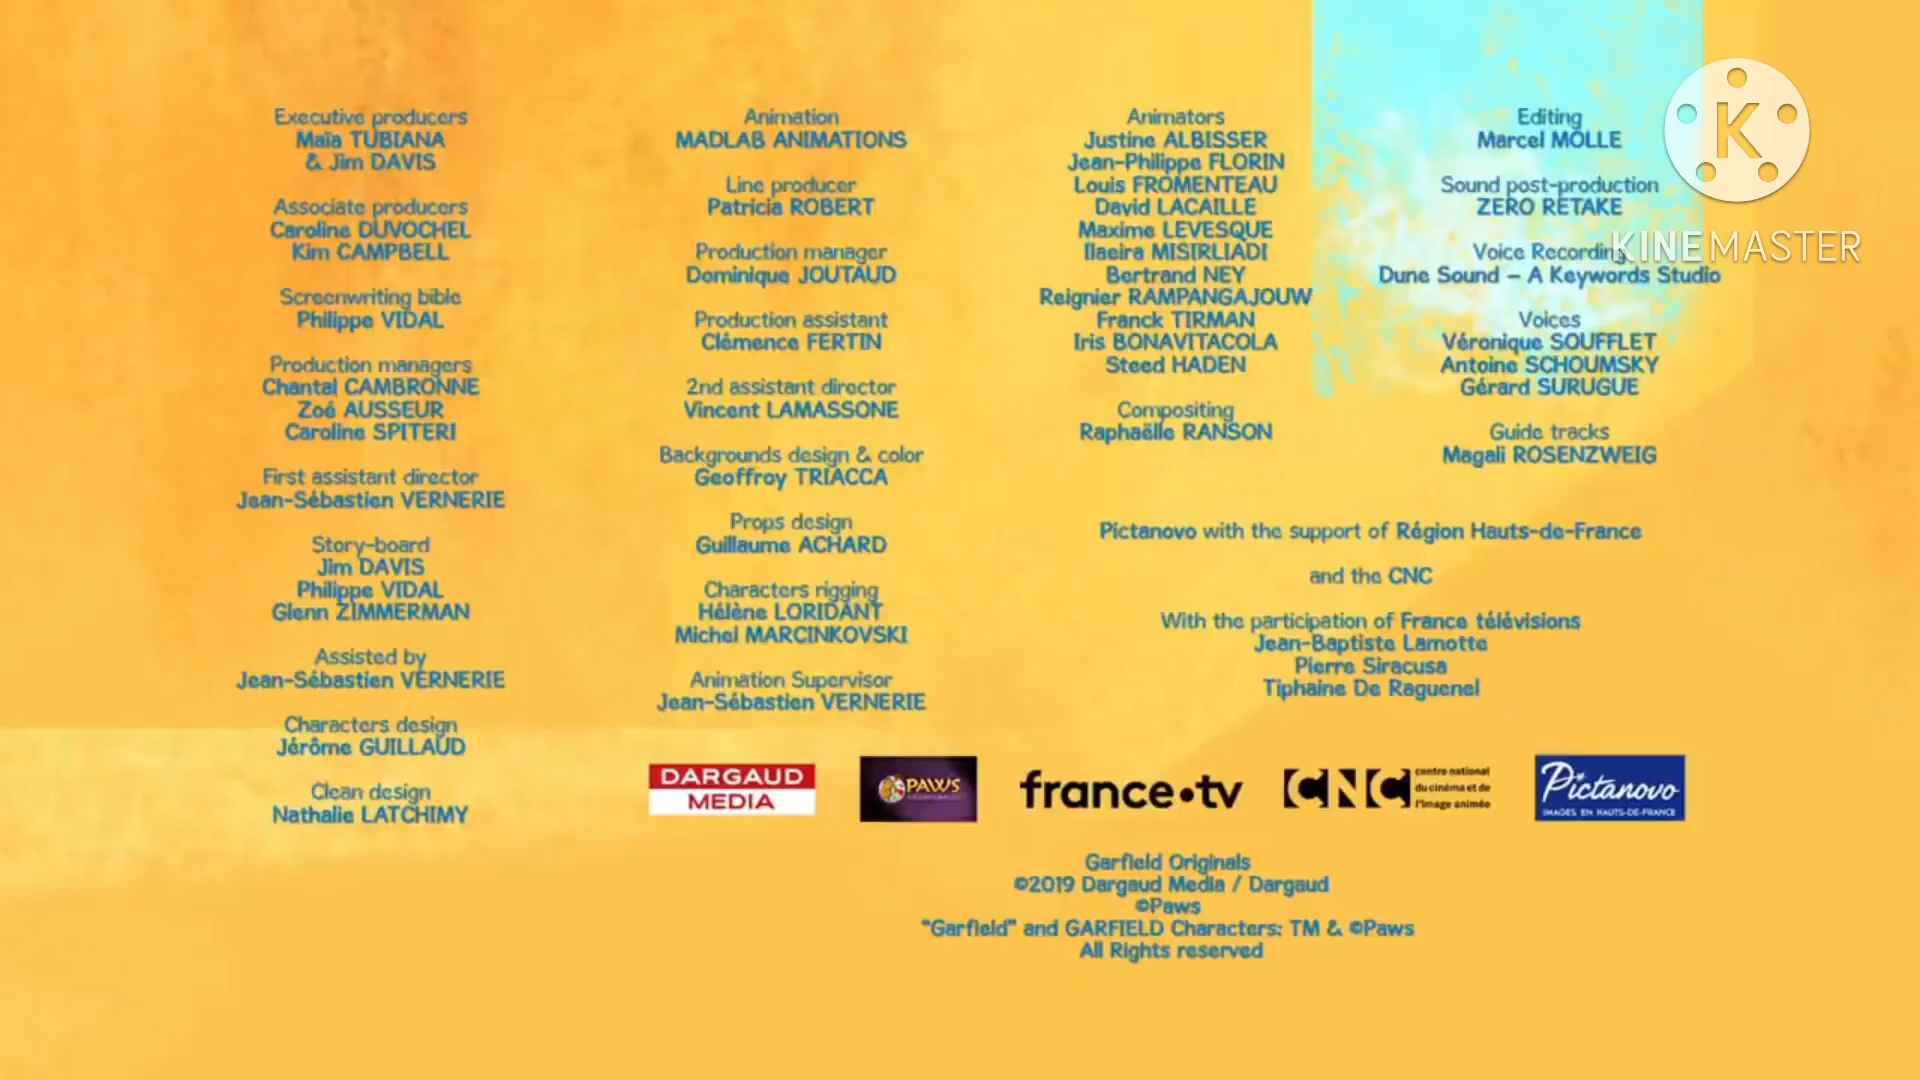 Executive producers
Maïa TUBIANA
& Jim DAVIS
Associate producers
Caroline DUVOCHEL
Kim CAMPBELL
Screenwriting bible
Philippe VIDAL
Production managers
Chantal CAMBRONNE
Zoé AUSSEUR
Caroline SPITERI
First assistant director
Jean-Sébastien VERNERIE
Story-board
Jim DAVIS
Philippe VIDAL
Glenn ZIMMERMAN
Assisted by
Jean-Sébastien VERNERIE
Characters design
Jérôme GUILLAUD
Clean design
Nathalie LATCHIMY
Animation
MADLAB ANIMATIONS
Line producer
Patricia ROBERT
Production manager
Dominique JOUTAUD
Production assistant
Clémence FERTIN
2nd assistant director
Vincent LAMASSONE
Backgrounds design & color
Geoffroy TRIACCA
Props design
Guillaume ACHARD
Characters rigging
Hélène LORIDANT
Michel MARCINKOVSKI
Animation Supervisor
Jean-Sébastien VERNERIE
Animators
Justine ALBISSER
Jean-Philippe FLORIN
Louis FROMENTEAU
David LACAILLE
Maxime LEVESQUE
Ilaeira MISIRLIADI
Bertrand NEY
Reignier RAMPANGAJOUW
Franck TIRMAN
Iris BONAVITACOLA
Steed HADEN
Compositing
Raphaëlle RANSON
Editing
Marcel MOLLE
Sound post-production
ZERO RETAKE
Voice Recording
Dune Sound – A Keywords Studio
Voices
Véronique SOUFFLET
Antoine SCHOUMSKY
Gérard SURUGUE
Guide tracks
Magali ROSENZWEIG
K
KINEMASTER
Pictanovo with the support of Région Hauts-de-France
and the CNC
With the participation of France télévisions
Jean-Baptiste Lamotte
Pierre Siracusa
Tiphaine De Raguenel
DARGAUD
MEDIA
PAWS
france•tv
CNC
centre national
du cinéma et de
l'image animée
Pictanovo
IMAGES EN HAUTS-DE-FRANCE
Garfield Originals
©2019 Dargaud Media / Dargaud
©Paws
"Garfield" and GARFIELD Characters: TM & ©Paws
All Rights reserved